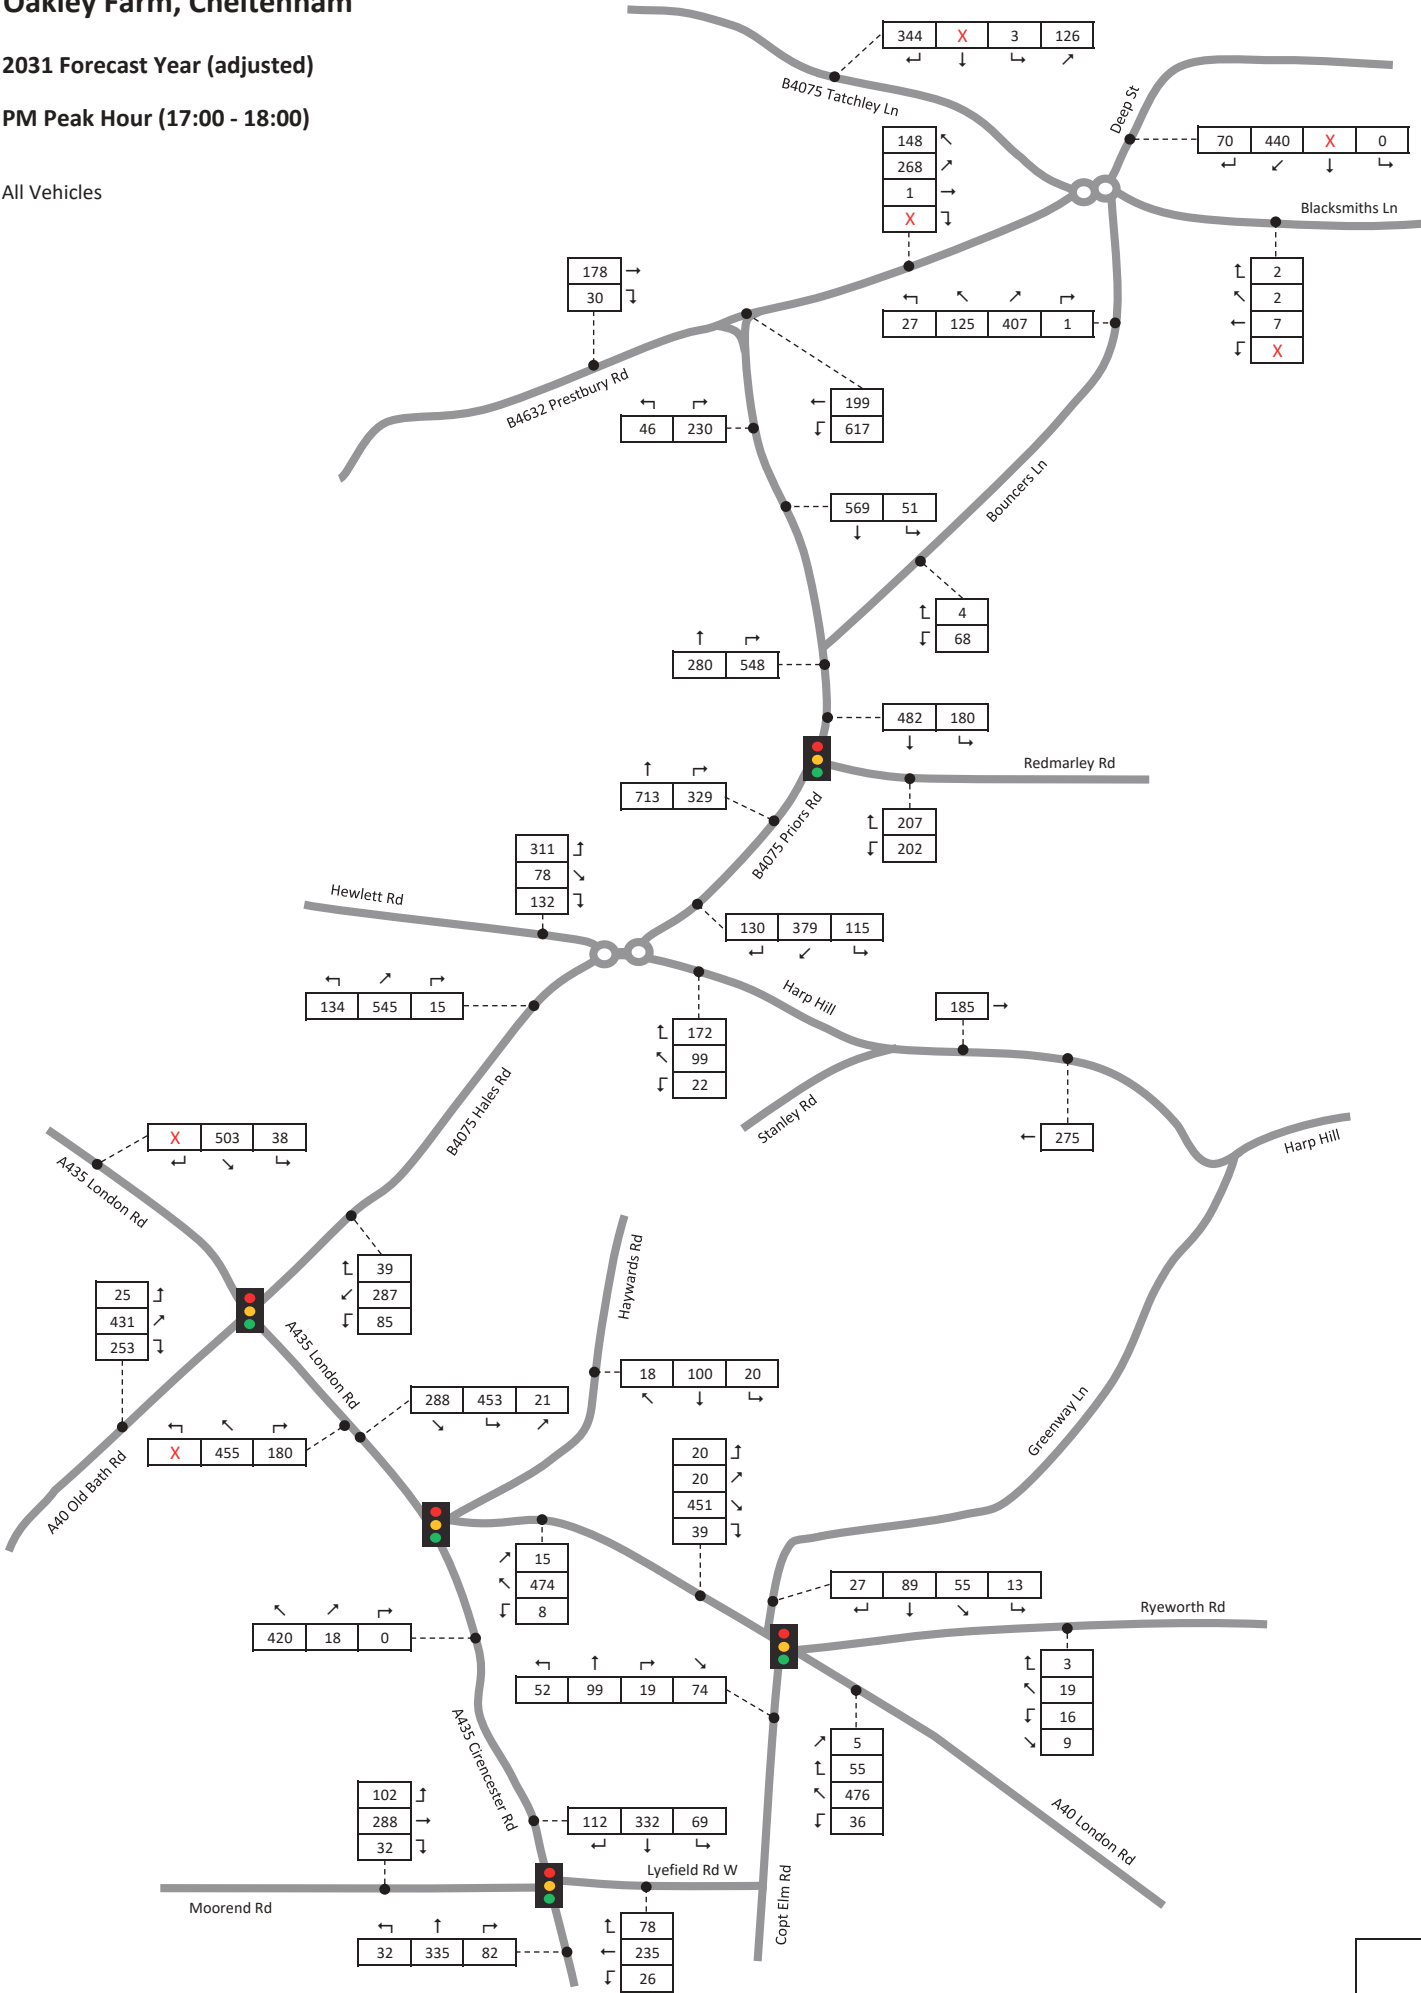 Oakley Farm, Cheltenham
2031 Forecast Year (adjusted)
PM Peak Hour (17:00 - 18:00)
All Vehicles
344 X 3 126
B4075 Tatchley Ln
Deep St
70 440 X 0
148
268
1
X
Blacksmiths Ln
2
2
7
X
178
30
27 125 407 1
B4632 Prestbury Rd
46 230
199
617
Bouncers Ln
569 51
4
68
280 548
482 180
Redmarley Rd
713 329
B4075 Priors Rd
207
202
311
78
132
Hewlett Rd
130 379 115
134 545 15
Harp Hill
185
172
99
22
Stanley Rd
275
Harp Hill
B4075 Hales Rd
X 503 38
A435 London Rd
39
287
85
Haywards Rd
25
431
253
A435 London Rd
18 100 20
288 453 21
X 455 180
A40 Old Bath Rd
20
20
451
39
Greenway Ln
15
474
8
27 89 55 13
Ryeworth Rd
420 18 0
3
19
16
9
52 99 19 74
A435 Cirencester Rd
5
55
476
36
A40 London Rd
102
288
32
112 332 69
Lyefield Rd W
Moorend Rd
Copt Elm Rd
78
235
26
32 335 82